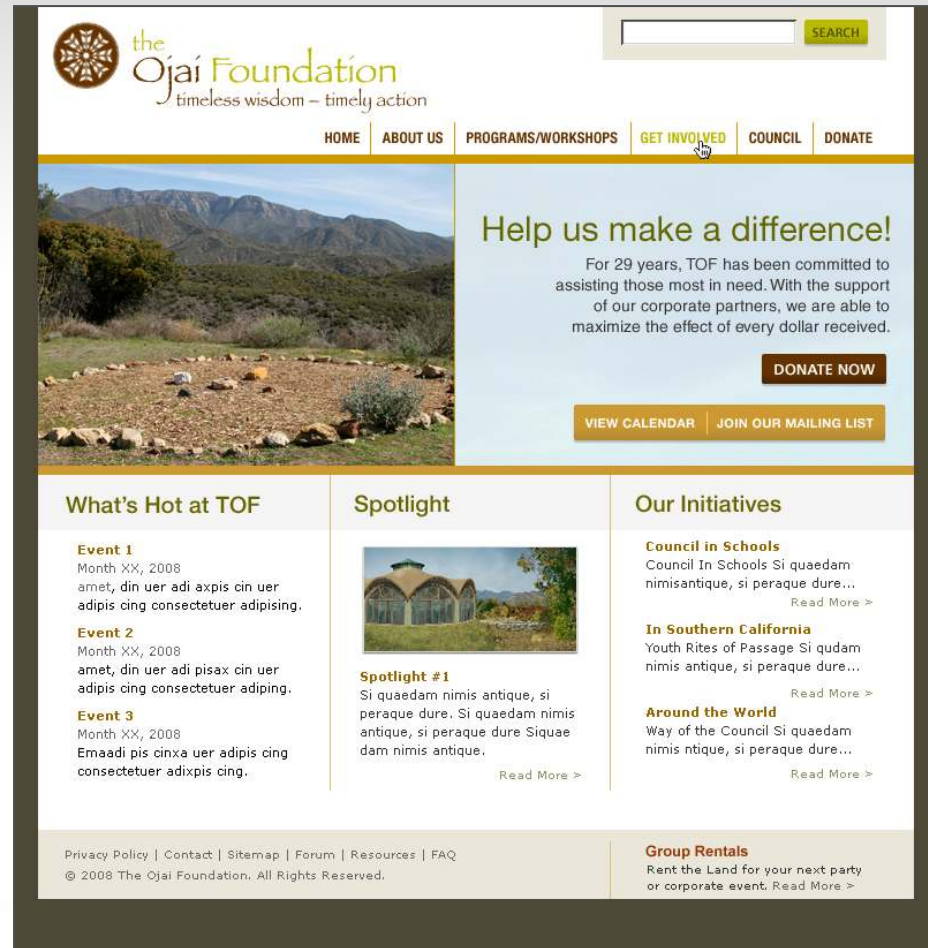 the
Ojai Foundation
timeless wisdom – timely action
SEARCH
HOME ABOUT US PROGRAMS/WORKSHOPS GET INVOLVED COUNCIL DONATE
Help us make a difference!
For 29 years, TOF has been committed to
assisting those most in need. With the support
of our corporate partners, we are able to
maximize the effect of every dollar received.
DONATE NOW
VIEW CALENDAR JOIN OUR MAILING LIST
What's Hot at TOF
Event 1
Month XX, 2008
amet, din uer adi axpis cin uer
adipis cing consectetuer adipising.
Event 2
Month XX, 2008
amet, din uer adi pisax cin uer
adipis cing consectetuer adiping.
Event 3
Month XX, 2008
Emaadi pis cinxa uer adipis cing
consectetuer adixpis cing.
Spotlight
Spotlight #1
Si quaedam nimis antique, si
peraque dure. Si quaedam nimis
antique, si peraque dure Siquae
dam nimis antique.
Read More >
Our Initiatives
Council in Schools
Council In Schools Si quaedam
nimisantique, si peraque dure...
Read More >
In Southern California
Youth Rites of Passage Si qudam
nimis antique, si peraque dure...
Read More >
Around the World
Way of the Council Si quaedam
nimis ntique, si peraque dure...
Read More >
Privacy Policy | Contact | Sitemap | Forum | Resources | FAQ
© 2008 The Ojai Foundation. All Rights Reserved.
Group Rentals
Rent the Land for your next party
or corporate event. Read More >